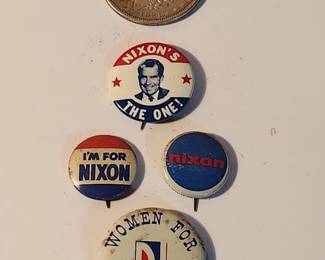 NIXON'S
THE ONE!
I'M FOR
NIXON
nixon
WOMEN FOR